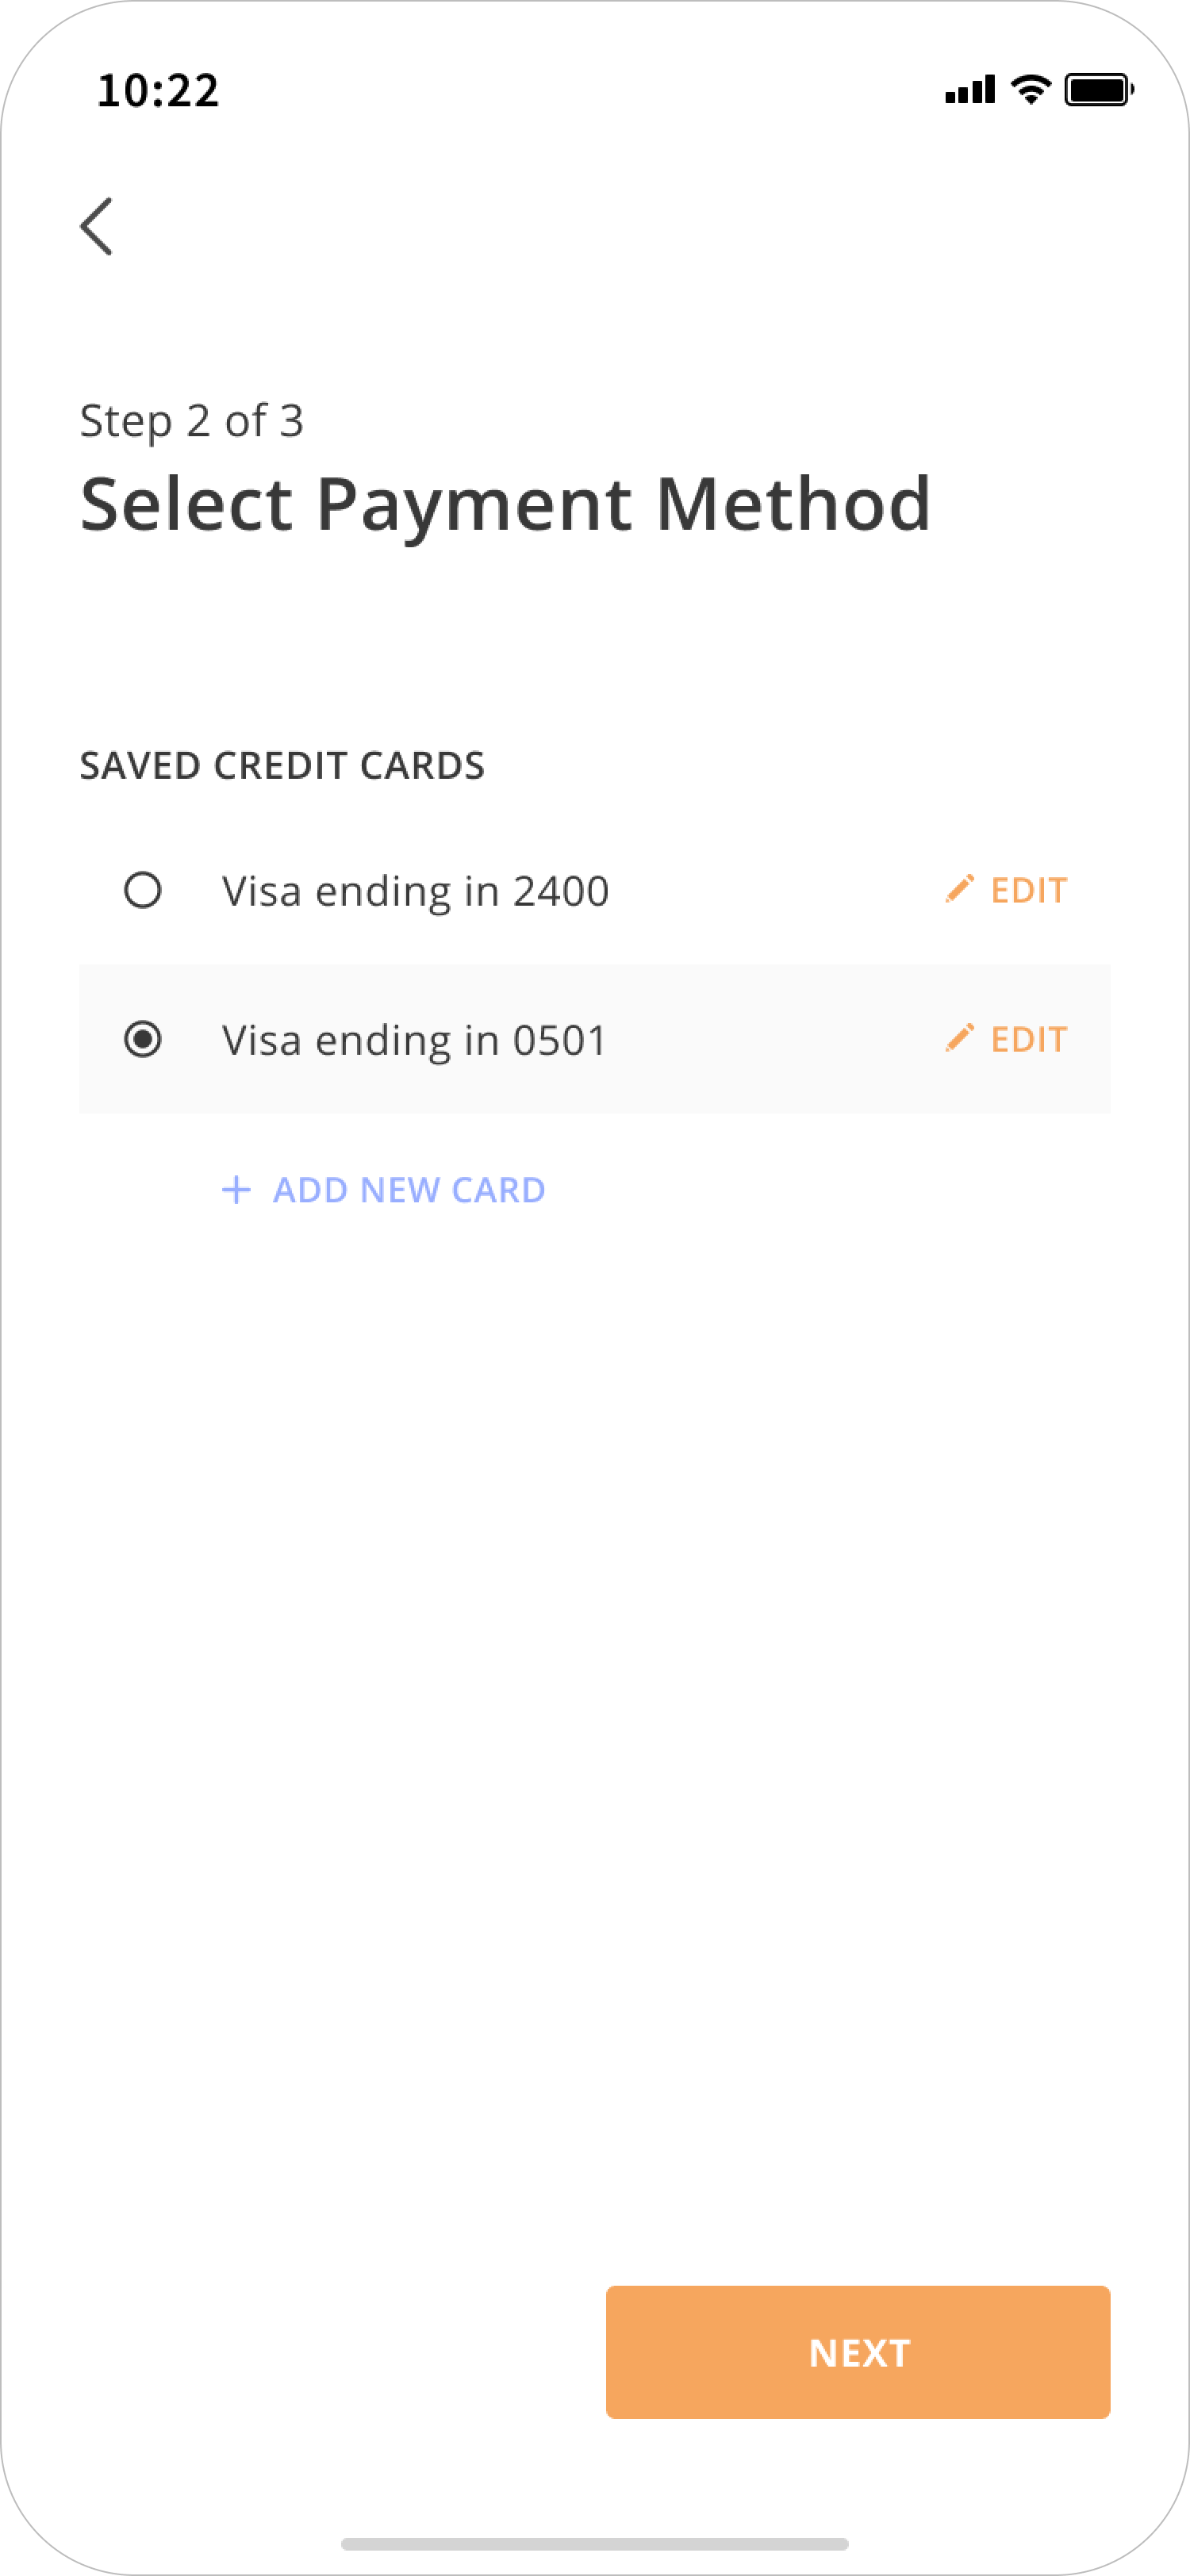 10:22
Step 2 of 3
Select Payment Method
SAVED CREDIT CARDS
Visa ending in 2400 EDIT
Visa ending in 0501 EDIT
+ ADD NEW CARD
NEXT